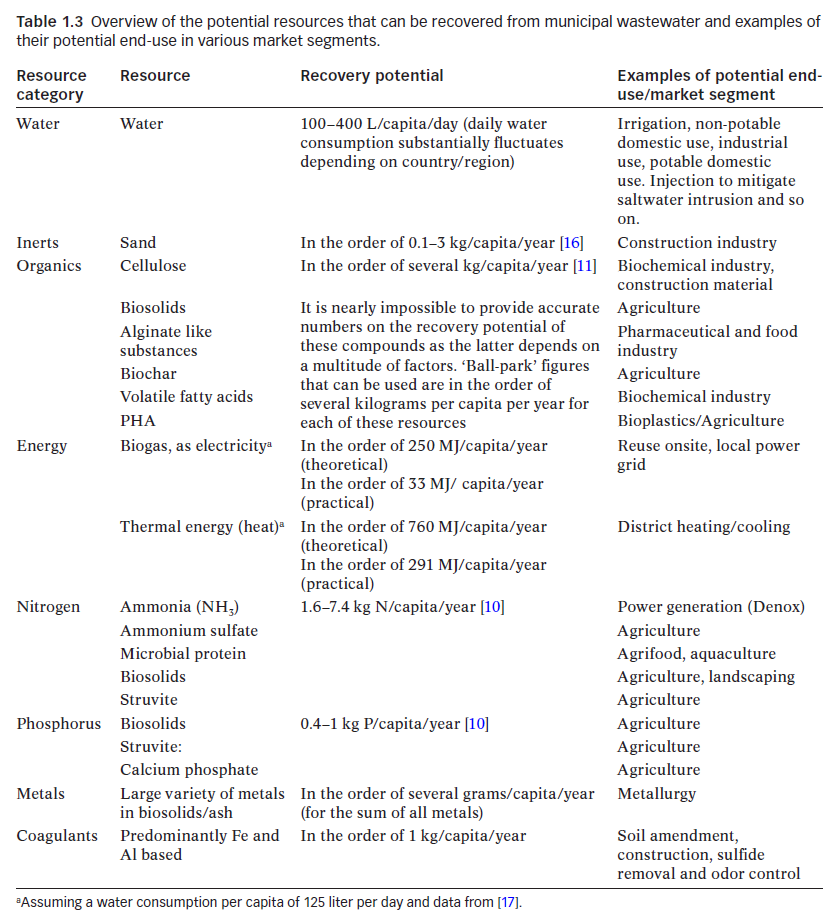 Table 1.3 Overview of the potential resources that can be recovered from municipal wastewater and examples of
their potential end-use in various market segments.
Resource category | Resource | Recovery potential | Examples of potential end-use/market segment
Water | Water | 100–400 L/capita/day (daily water consumption substantially fluctuates depending on country/region) | Irrigation, non-potable domestic use, industrial use, potable domestic use. Injection to mitigate saltwater intrusion and so on.
Inerts | Sand | In the order of 0.1–3 kg/capita/year [16] | Construction industry
Organics | Cellulose | In the order of several kg/capita/year [11] | Biochemical industry, construction material
Biosolids | It is nearly impossible to provide accurate numbers on the recovery potential of these compounds as the latter depends on a multitude of factors. ‘Ball-park’ figures that can be used are in the order of several kilograms per capita per year for each of these resources | Agriculture
Alginate like substances | Pharmaceutical and food industry
Biochar | Agriculture
Volatile fatty acids | Biochemical industry
PHA | Bioplastics/Agriculture
Energy | Biogas, as electricityᵃ | In the order of 250 MJ/capita/year (theoretical) In the order of 33 MJ/ capita/year (practical) | Reuse onsite, local power grid
Thermal energy (heat)ᵃ | In the order of 760 MJ/capita/year (theoretical) In the order of 291 MJ/capita/year (practical) | District heating/cooling
Nitrogen | Ammonia (NH₃) | 1.6–7.4 kg N/capita/year [10] | Power generation (Denox)
Ammonium sulfate | Agriculture
Microbial protein | Agrifood, aquaculture
Biosolids | Agriculture, landscaping
Struvite | Agriculture
Phosphorus | Biosolids | 0.4–1 kg P/capita/year [10] | Agriculture
Struvite: | Agriculture
Calcium phosphate | Agriculture
Metals | Large variety of metals in biosolids/ash | In the order of several grams/capita/year (for the sum of all metals) | Metallurgy
Coagulants | Predominantly Fe and Al based | In the order of 1 kg/capita/year | Soil amendment, construction, sulfide removal and odor control
ᵃAssuming a water consumption per capita of 125 liter per day and data from [17].